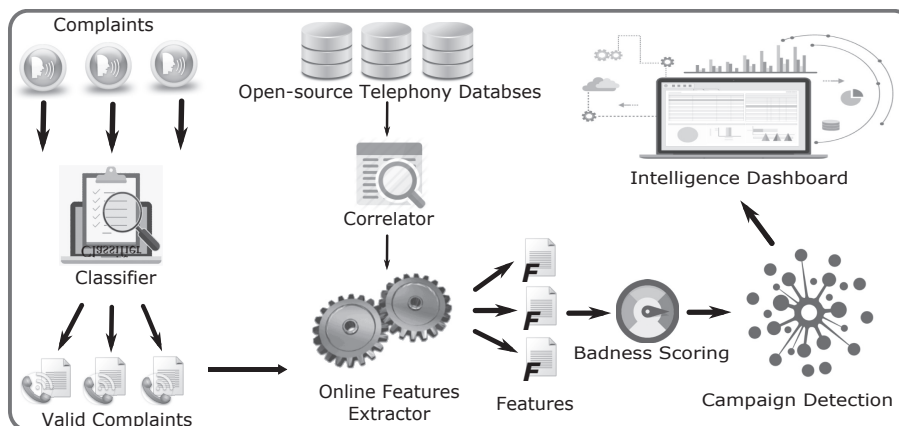 Complaints
Open-source Telephony Databses
Classifier
Classifier
Valid Complaints
Correlator
Online Features
Extractor
F
F
F
Features
Badness Scoring
Campaign Detection
Intelligence Dashboard